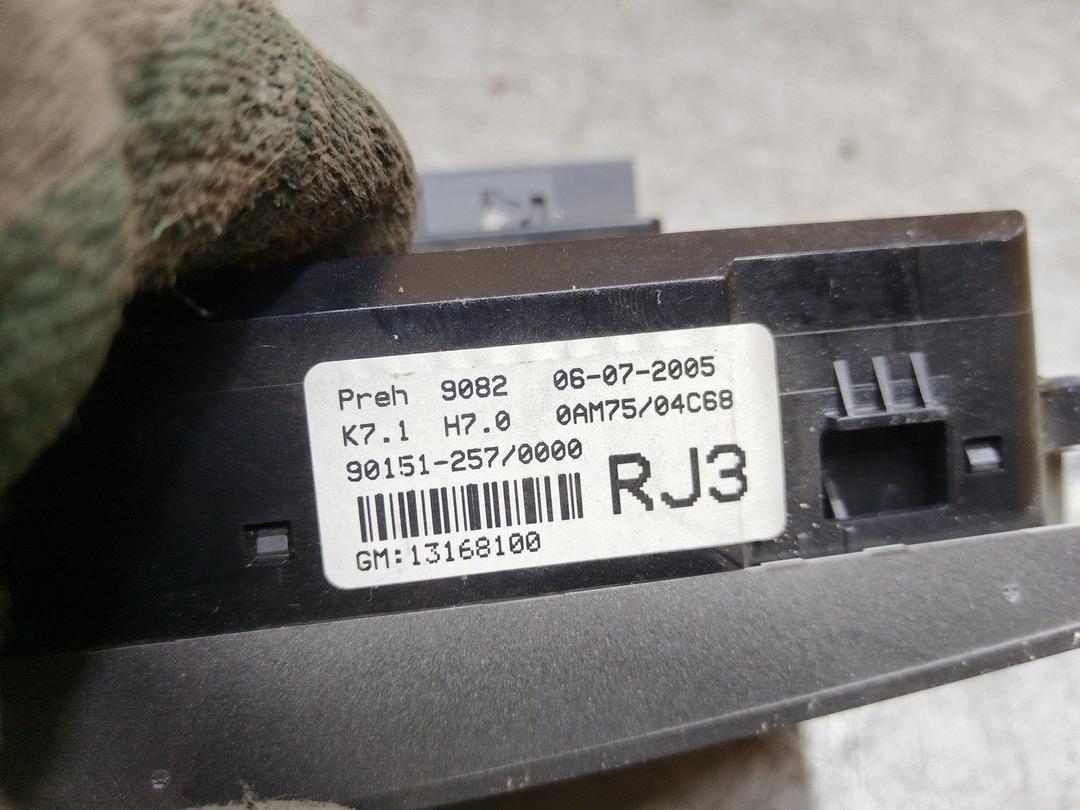 Preh 9082 06-07-2005
K7.1 H7.0 0AM75/04C68
90151-257/0000
RJ3
GM:13168100